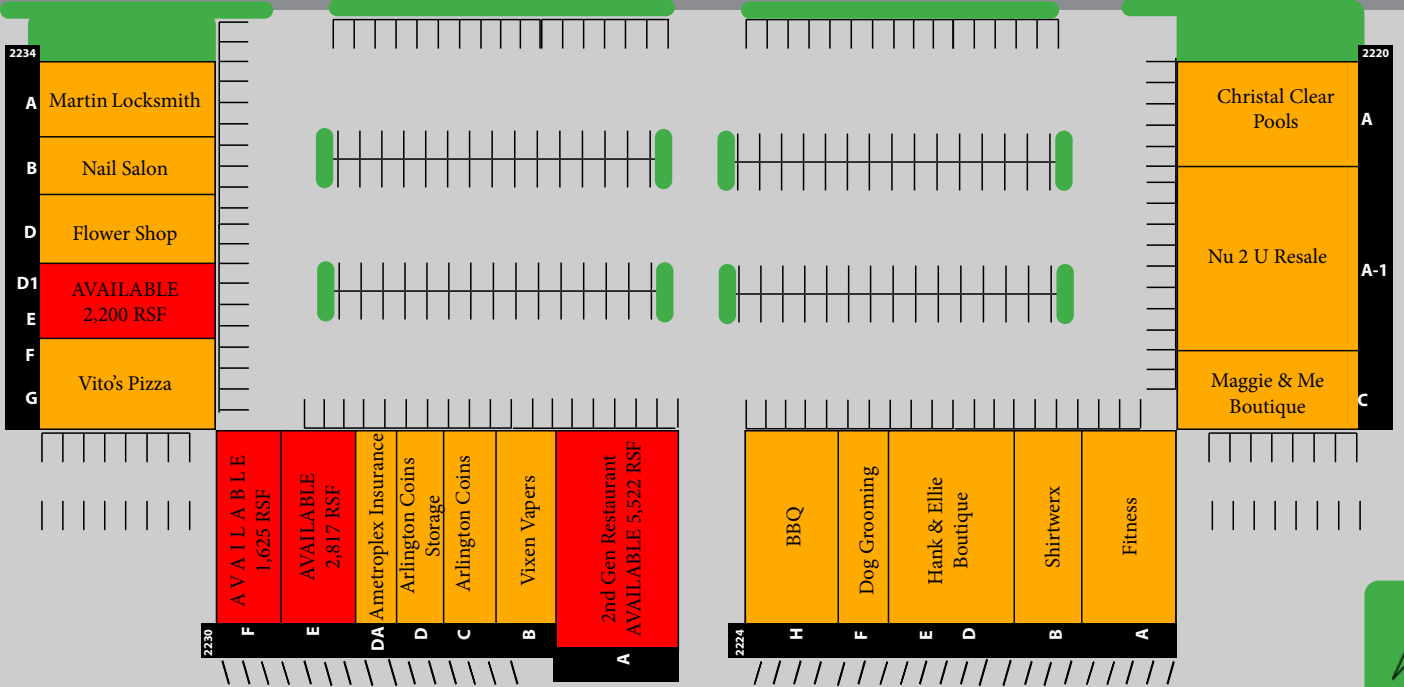 2234
A
Martin Locksmith
B
Nail Salon
D
Flower Shop
D1
E
AVAILABLE
2,200 RSF
F
G
Vito’s Pizza
2220
Christal Clear
Pools
A
Nu 2 U Resale
A-1
Maggie & Me
Boutique
C
AVAILABLE
1,625 RSF
AVAILABLE
2,817 RSF
Ametroplex Insurance
Arlington Coins
Storage
Arlington Coins
Vixen Vapers
2nd Gen Restaurant
AVAILABLE 5,522 RSF
2230
F
E
DA
D
C
B
A
BBQ
Dog Grooming
Hank & Ellie
Boutique
Shirtwerx
Fitness
2224
H
F
E
D
B
A